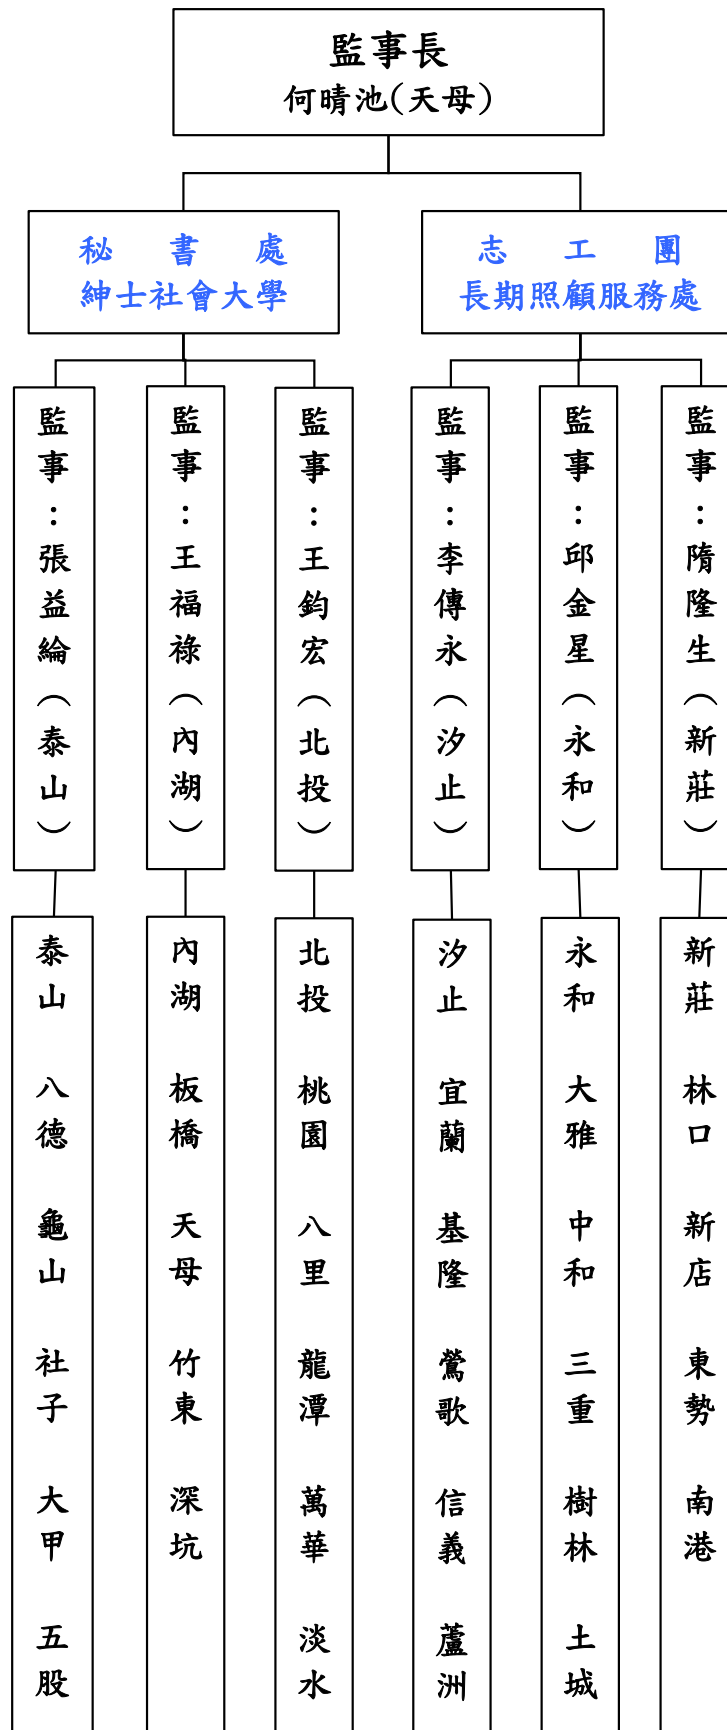 監事長
何晴池(天母)
秘 書 處
紳士社會大學
志 工 團
長期照顧服務處
監事：張益綸（泰山）
監事：王福祿（內湖）
監事：王鈞宏（北投）
監事：李傳永（汐止）
監事：邱金星（永和）
監事：隋隆生（新莊）
泰山 八德 龜山 社子 大甲 五股
內湖 板橋 天母 竹東 深坑
北投 桃園 八里 龍潭 萬華 淡水
汐止 宜蘭 基隆 鶯歌 信義 蘆洲
永和 大雅 中和 三重 樹林 土城
新莊 林口 新店 東勢 南港